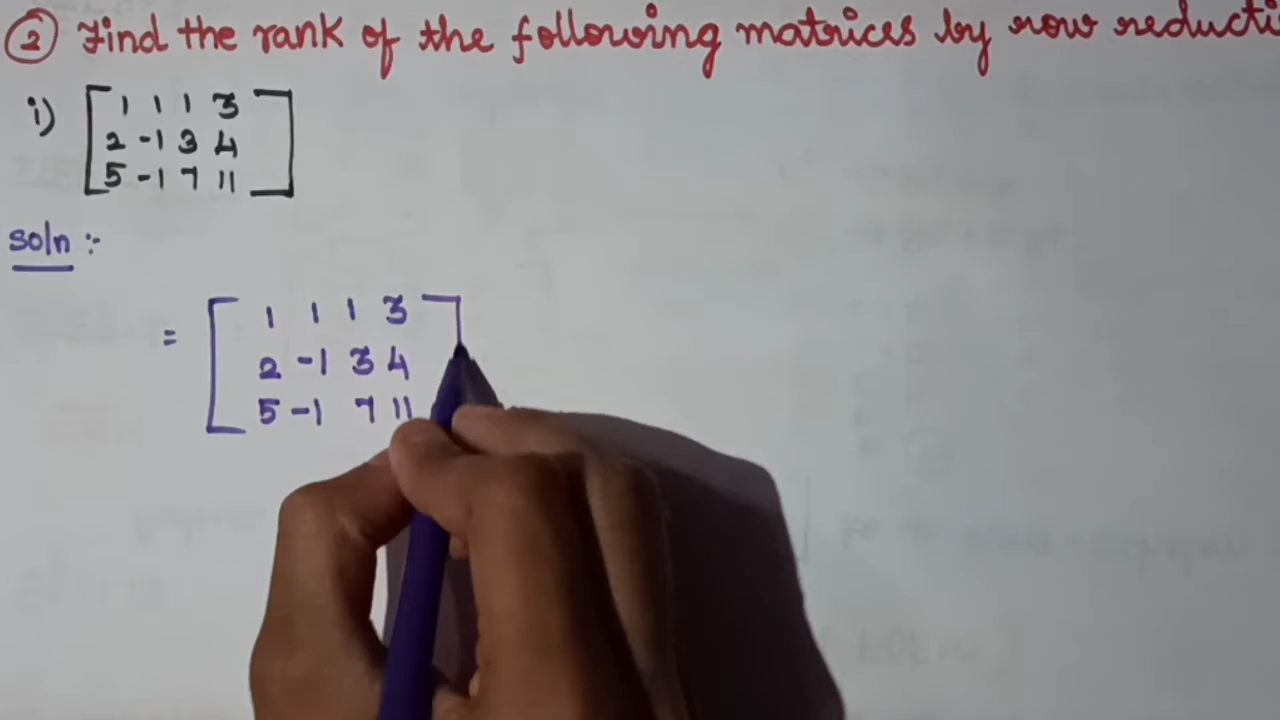 ② Find the rank of the following matrices by row reducti
i) [ 1 1 1 3 ]
2 -1 3 4
5 -1 7 11
Soln :-
= [ 1 1 1 3 ]
2 -1 3 4
5 -1 7 11